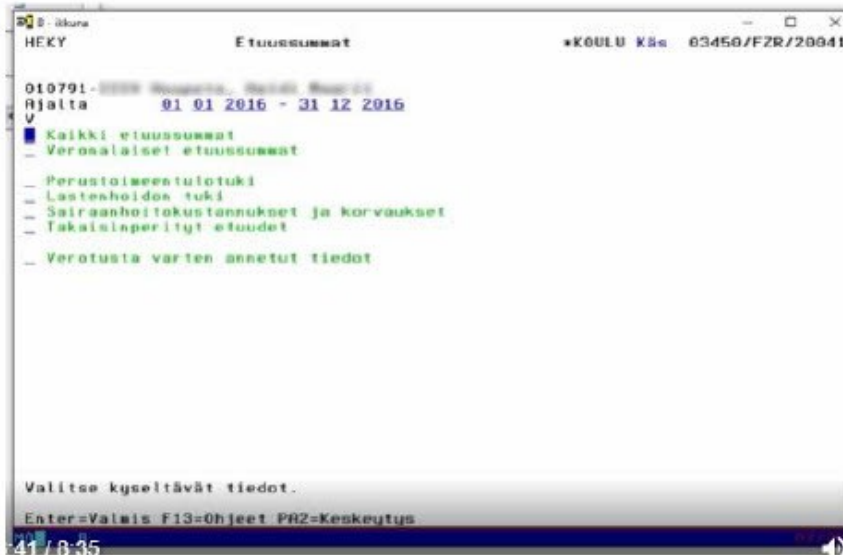 D - ikkuna
HEKY Etuussummat *KOULU Käs 03450/FZR/20041
010791-
Ajalta 01 01 2016 - 31 12 2016
V
Kaikki etuussummat
_ Veronalaiset etuussummat
_ Perustoimeentulotuki
_ Lastenhoidon tuki
_ Sairaanhoitokustannukset ja korvaukset
_ Takaisinperityt etuudet
_ Verotusta varten annetut tiedot
Valitse kyseltävät tiedot.
Enter=Valmis F13=Ohjeet PA2=Keskeytys
:41 / 8:35